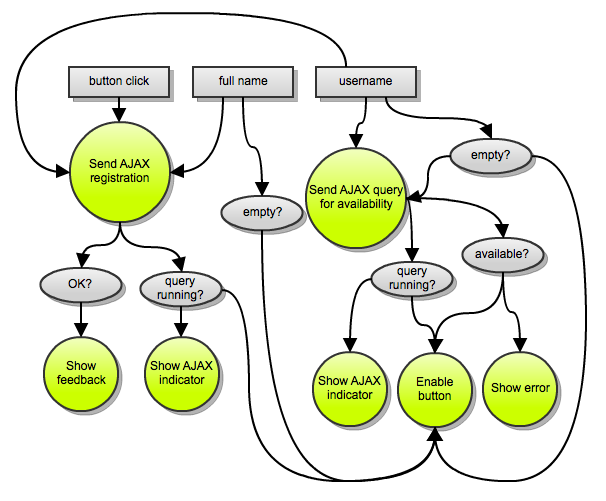 button click
full name
username
Send AJAX
registration
empty?
Send AJAX query
for availability
empty?
available?
OK?
query
running?
query
running?
Show
feedback
Show AJAX
indicator
Show AJAX
indicator
Enable
button
Show error